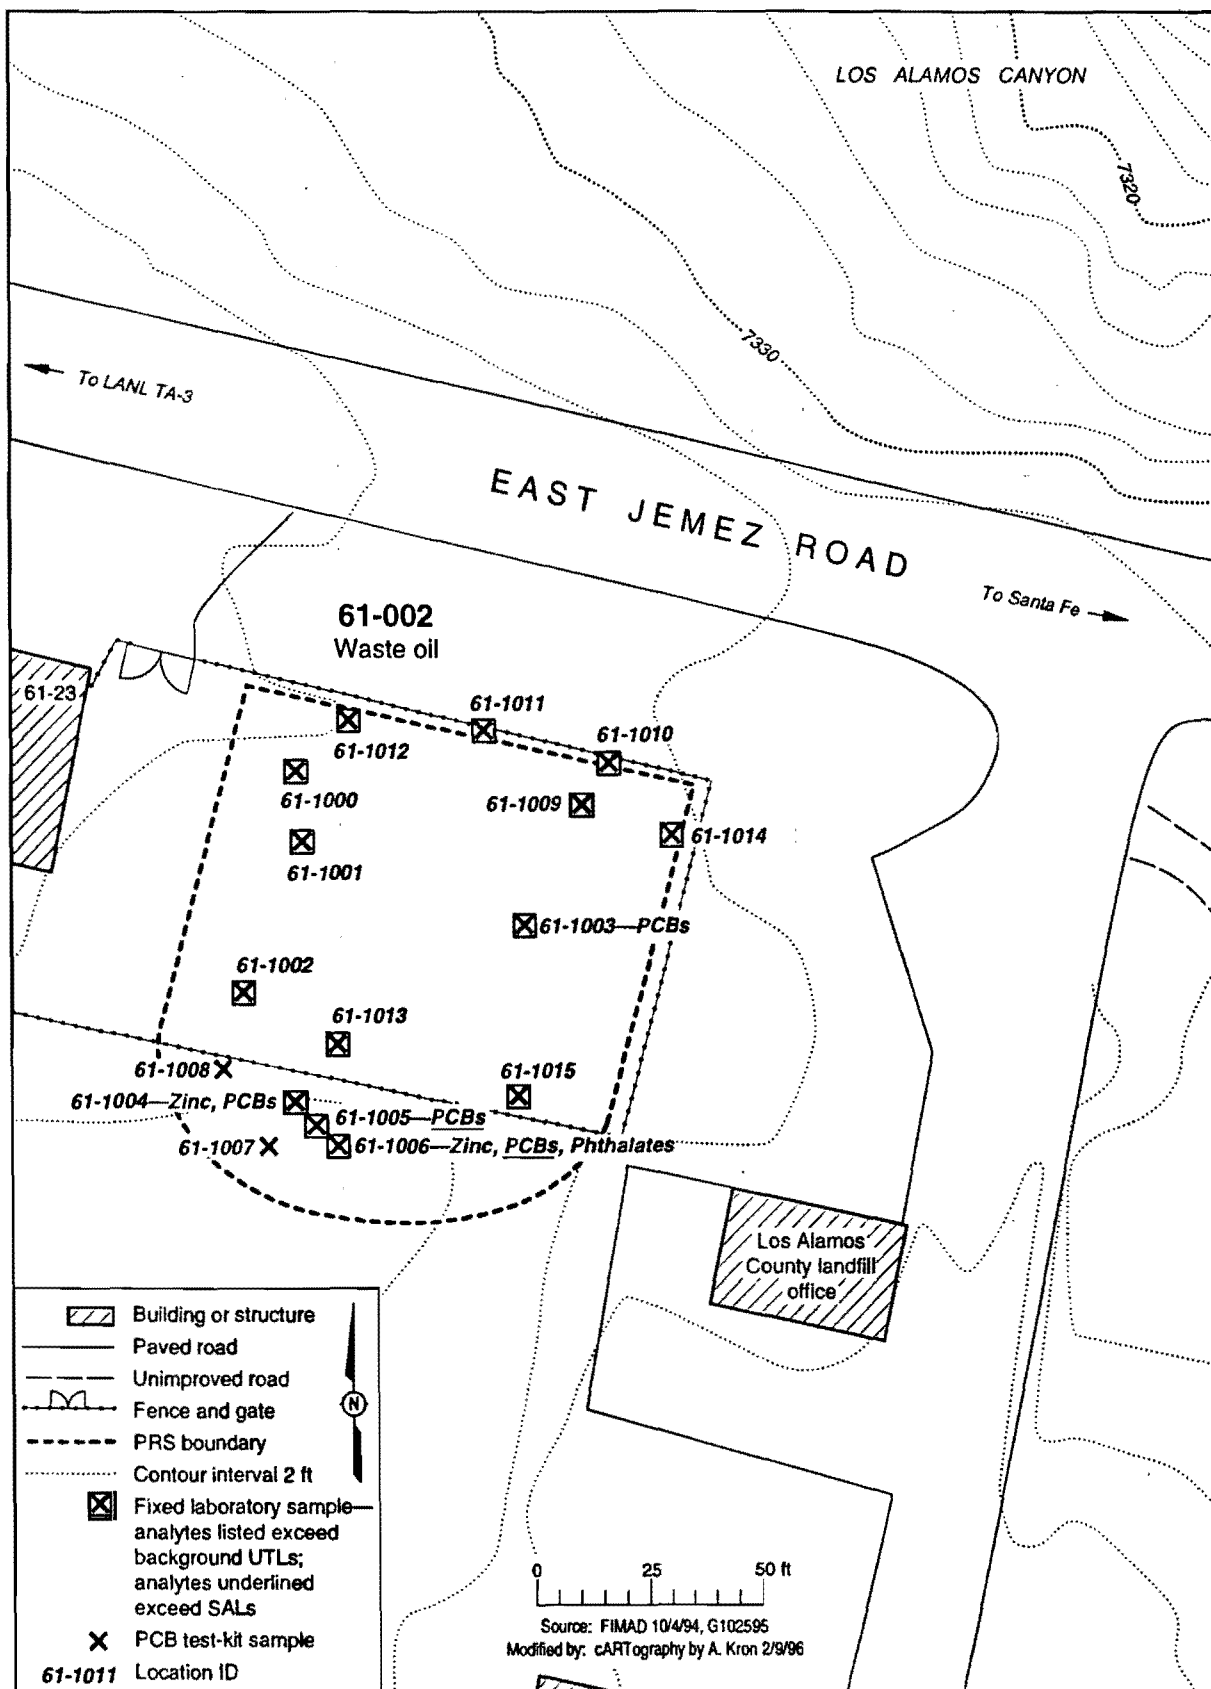 LOS ALAMOS CANYON
7320
7330
To LANL TA-3
EAST JEMEZ ROAD
To Santa Fe
61-002
Waste oil
61-23
61-1011
61-1010
61-1012
61-1000
61-1009
61-1014
61-1001
61-1003—PCBs
61-1002
61-1013
61-1008
61-1015
61-1004—Zinc, PCBs
61-1005—PCBs
61-1007
61-1006—Zinc, PCBs, Phthalates
Los Alamos
County landfill
office
Building or structure
Paved road
Unimproved road
Fence and gate
PRS boundary
Contour interval 2 ft
Fixed laboratory sample—
analytes listed exceed
background UTLs;
analytes underlined
exceed SALs
PCB test-kit sample
61-1011 Location ID
N
0 25 50 ft
Source: FIMAD 10/4/94, G102595
Modified by: cARTography by A. Kron 2/9/96